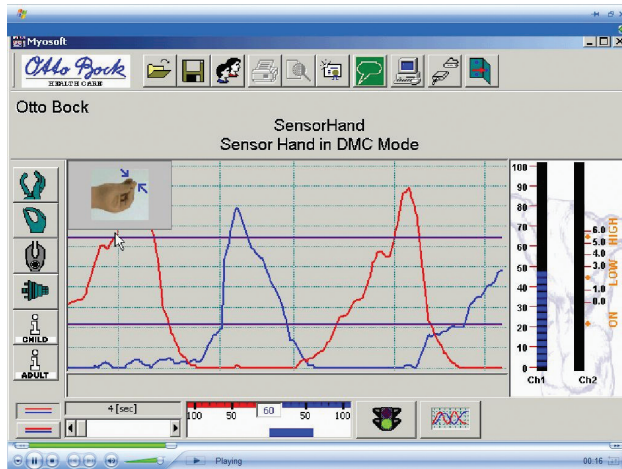 Myosoft
Otto Bock
HEALTH CARE
Otto Bock
SensorHand
Sensor Hand in DMC Mode
100
90
80
70
60
50
40
30
20
10
0
Ch1
Ch2
6.0
5.0
4.0
3.0
1.0
0.0
ON LOW HIGH
CHILD
ADULT
4 [sec]
100 50 60 50 100
Playing
00:16